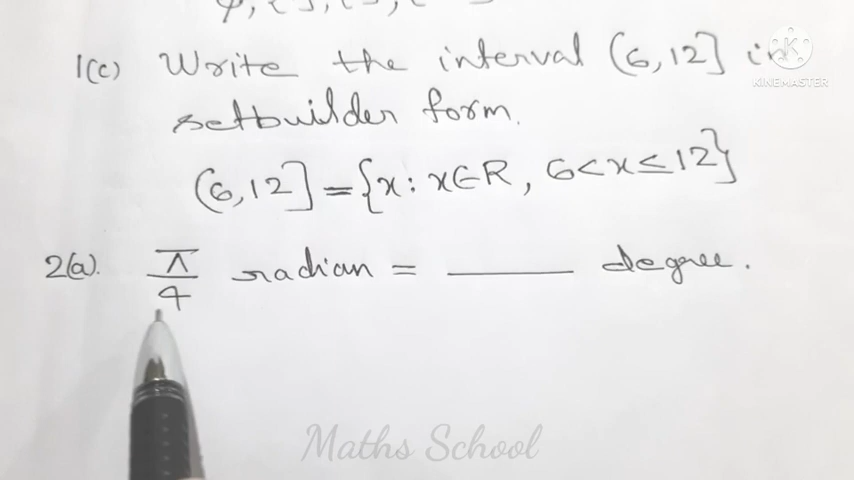 φ, { }, { }, {
1(c) Write the interval (6,12] in
setbuilder form.
(6,12] = {x : x∈R, 6<x≤12}
2(a). π/4 radian = ______ degree.
KINEMASTER
Maths School